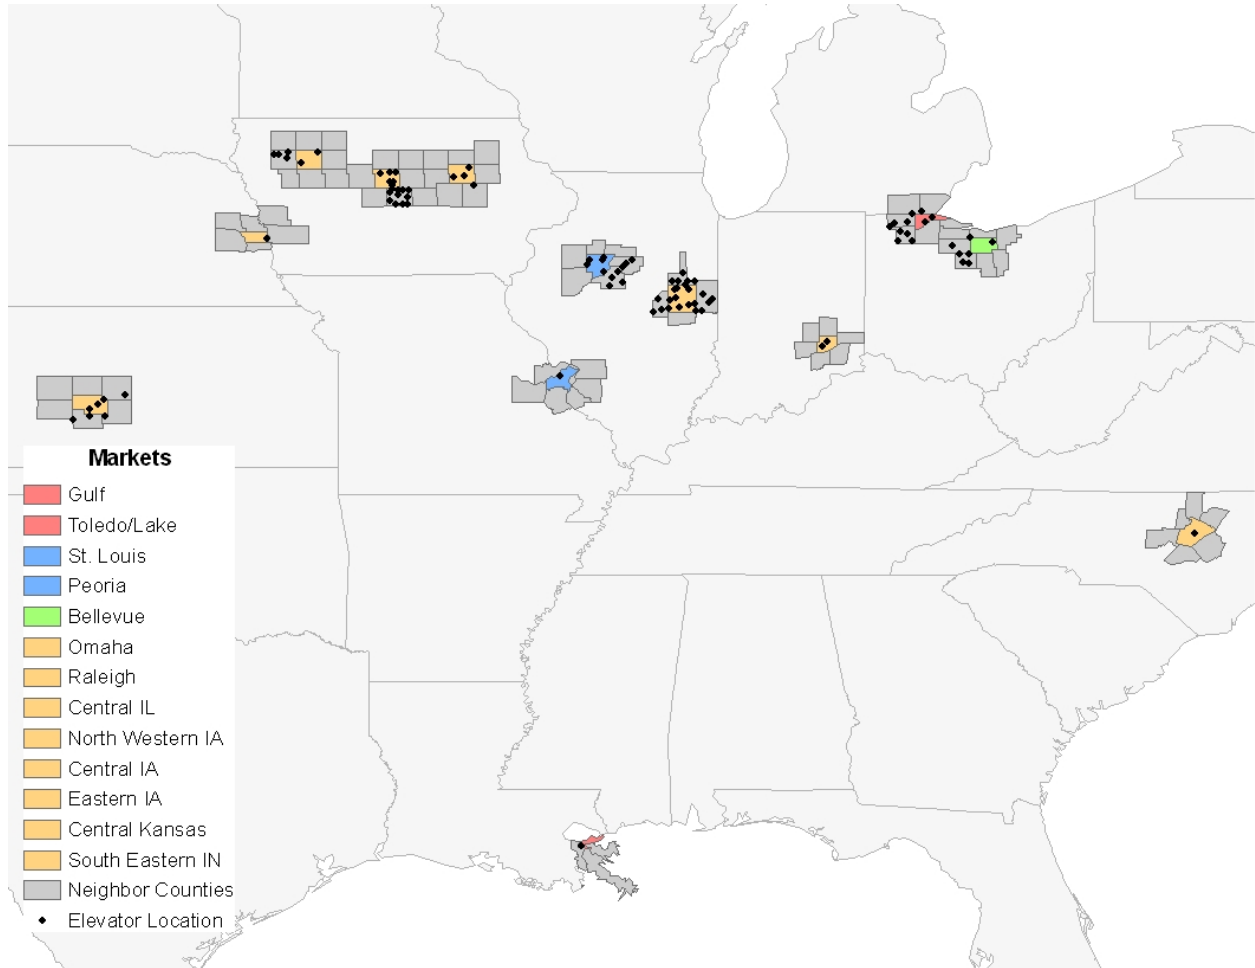 Markets
Gulf
Toledo/Lake
St. Louis
Peoria
Bellevue
Omaha
Raleigh
Central IL
North Western IA
Central IA
Eastern IA
Central Kansas
South Eastern IN
Neighbor Counties
Elevator Location